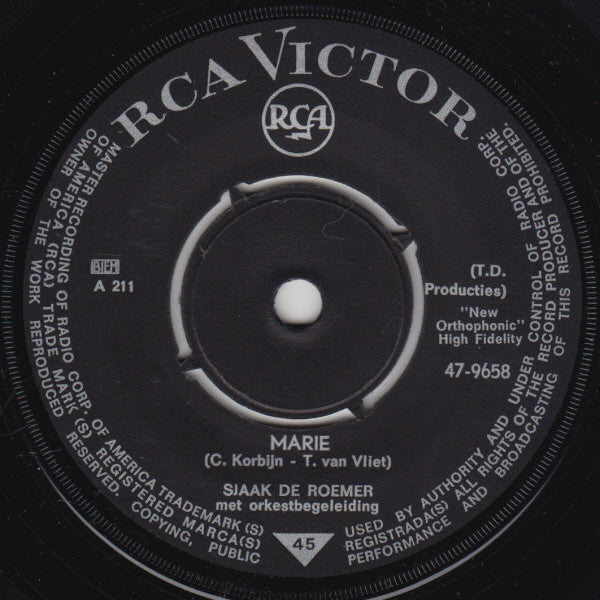 RCA VICTOR
RCA
BIEM
A 211
(T.D.
Producties)
"New
Orthophonic"
High Fidelity
47-9658
MARIE
(C. Korbijn - T. van Vliet)
SJAAK DE ROEMER
met orkestbegeleiding
45
MASTER RECORDING OF RADIO CORP. OF AMERICA TRADEMARK (S)
OF AMERICA (RCA) TRADE MARK (S) REGISTERED MARCA(S)
OWNER OF THE WORK REPRODUCED RESERVED. COPYING, PUBLIC
USED BY AUTHORITY AND UNDER CONTROL OF RADIO CORP.
REGISTRADA(S) ALL RIGHTS OF THE RECORD PRODUCER AND OF THE
PERFORMANCE AND BROADCASTING OF THIS RECORD PROHIBITED.